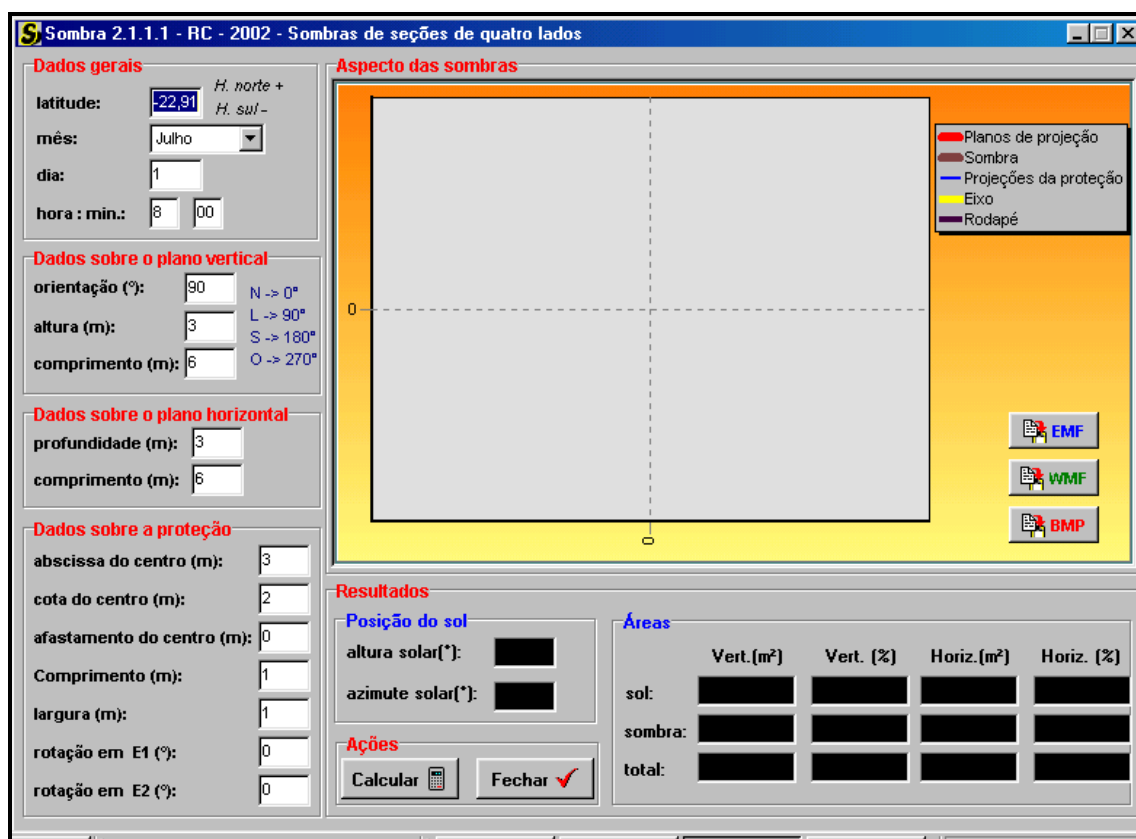 Sombra 2.1.1.1 - RC - 2002 - Sombras de seções de quatro lados
Dados gerais
latitude: -22,91 H. norte +
H. sul -
mês: Julho
dia: 1
hora : min.: 8 00
Dados sobre o plano vertical
orientação (º): 90 N -> 0º
L -> 90º
altura (m): 3 S -> 180º
comprimento (m): 6 O -> 270º
Dados sobre o plano horizontal
profundidade (m): 3
comprimento (m): 6
Dados sobre a proteção
abscissa do centro (m): 3
cota do centro (m): 2
afastamento do centro (m): 0
Comprimento (m): 1
largura (m): 1
rotação em E1 (º): 0
rotação em E2 (º): 0
Aspecto das sombras
0
0
Planos de projeção
Sombra
Projeções da proteção
Eixo
Rodapé
EMF
WMF
BMP
Resultados
Posição do sol
altura solar(*):
azimute solar(*):
Ações
Calcular Fechar
Áreas
Vert.(m²) Vert. (%) Horiz.(m²) Horiz. (%)
sol:
sombra:
total: